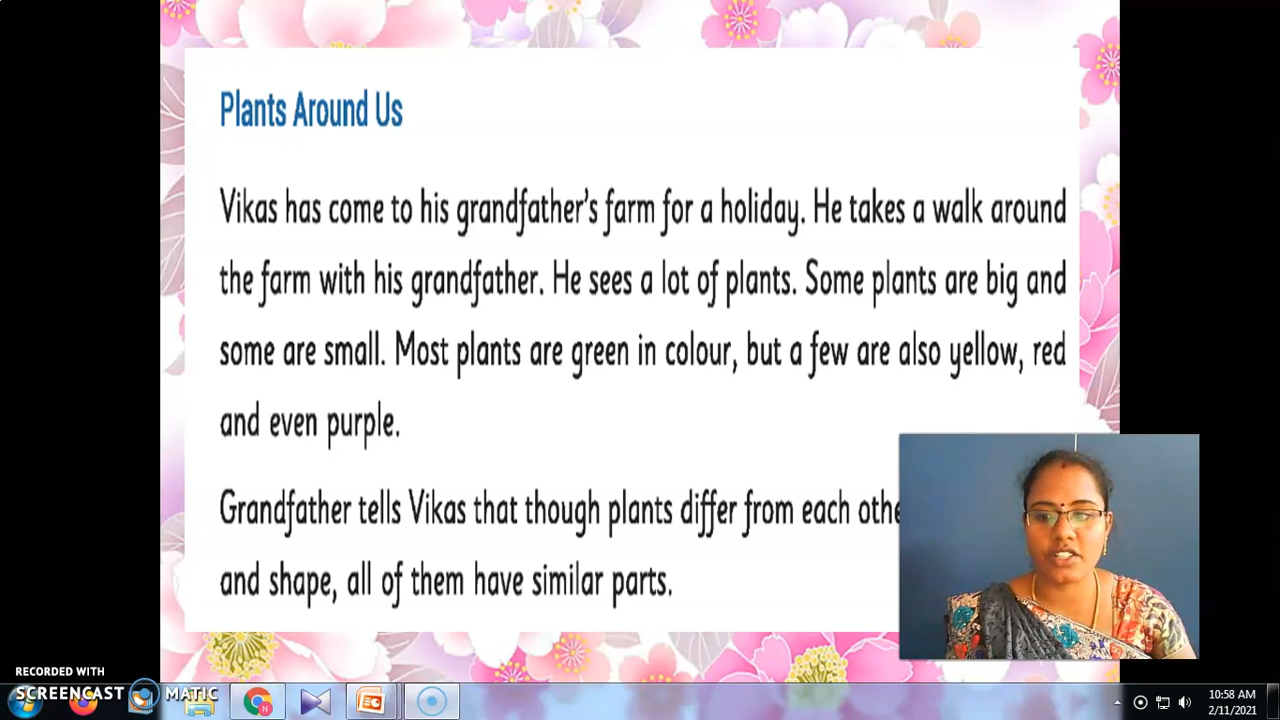 Plants Around Us
Vikas has come to his grandfather's farm for a holiday. He takes a walk around
the farm with his grandfather. He sees a lot of plants. Some plants are big and
some are small. Most plants are green in colour, but a few are also yellow, red
and even purple.
Grandfather tells Vikas that though plants differ from each othe
and shape, all of them have similar parts.
RECORDED WITH
SCREENCAST MATIC
10:58 AM
2/11/2021